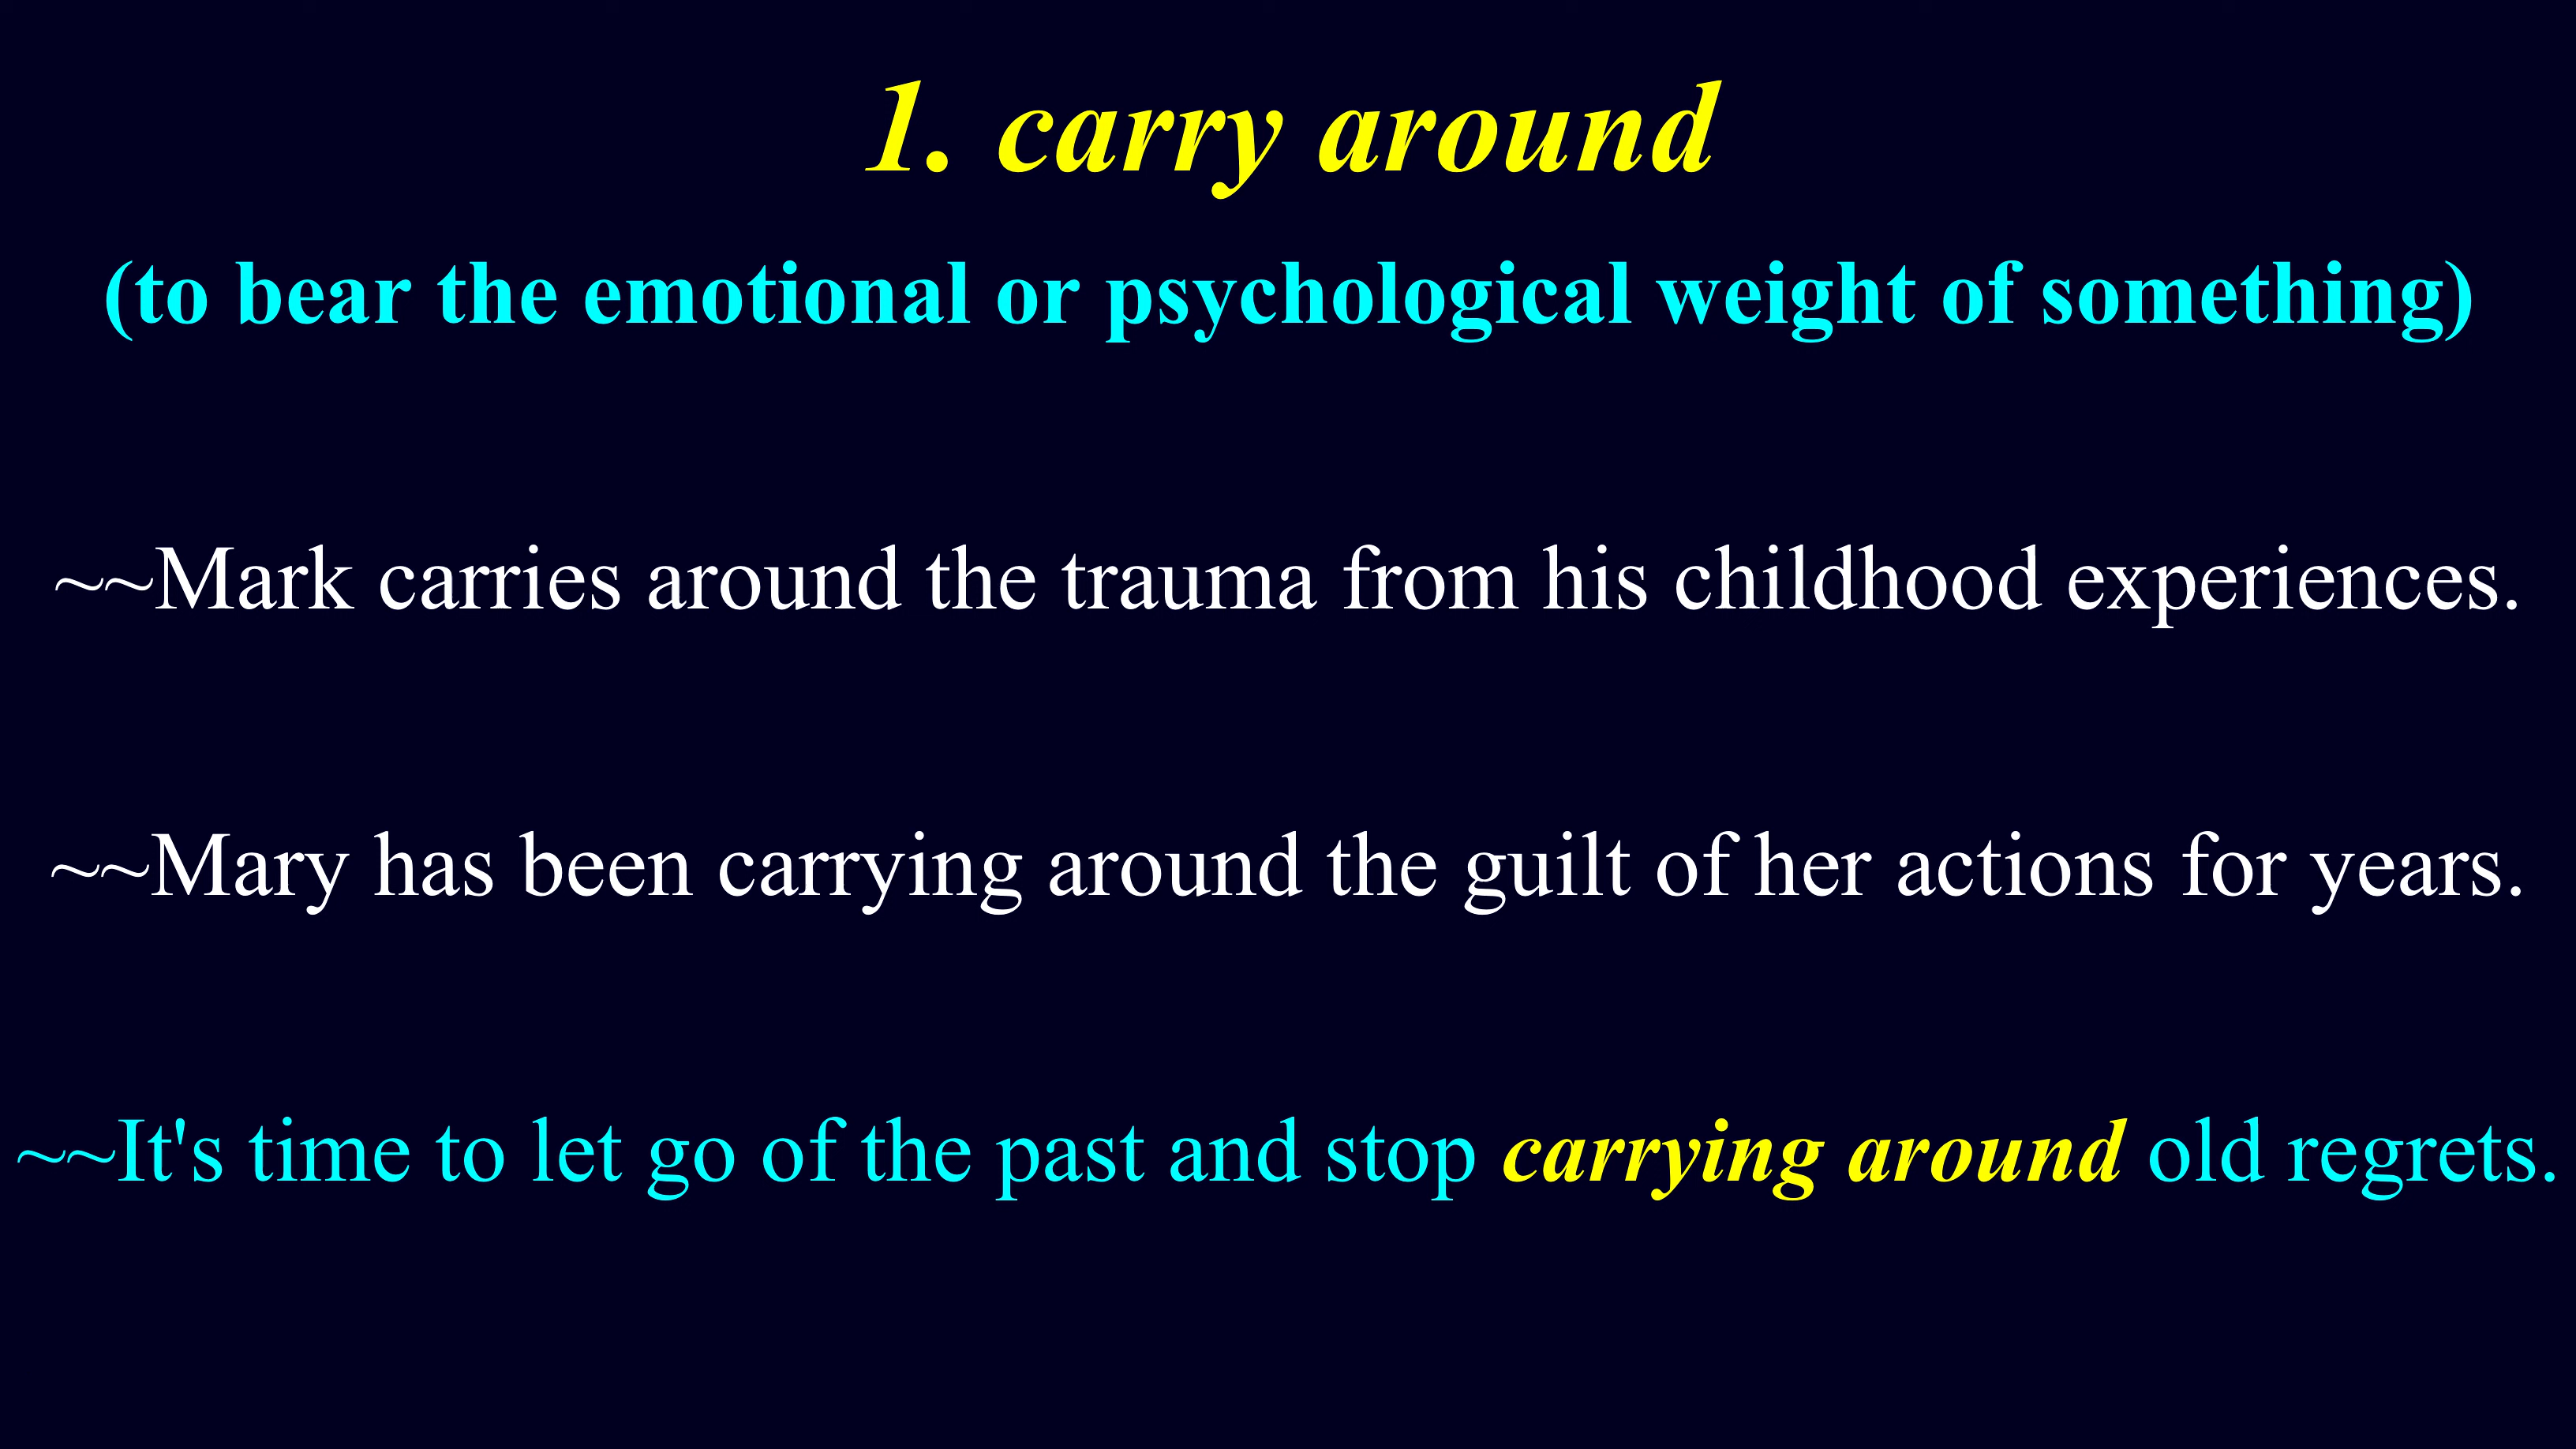 1. carry around
(to bear the emotional or psychological weight of something)
~~Mark carries around the trauma from his childhood experiences.
~~Mary has been carrying around the guilt of her actions for years.
~~It's time to let go of the past and stop carrying around old regrets.